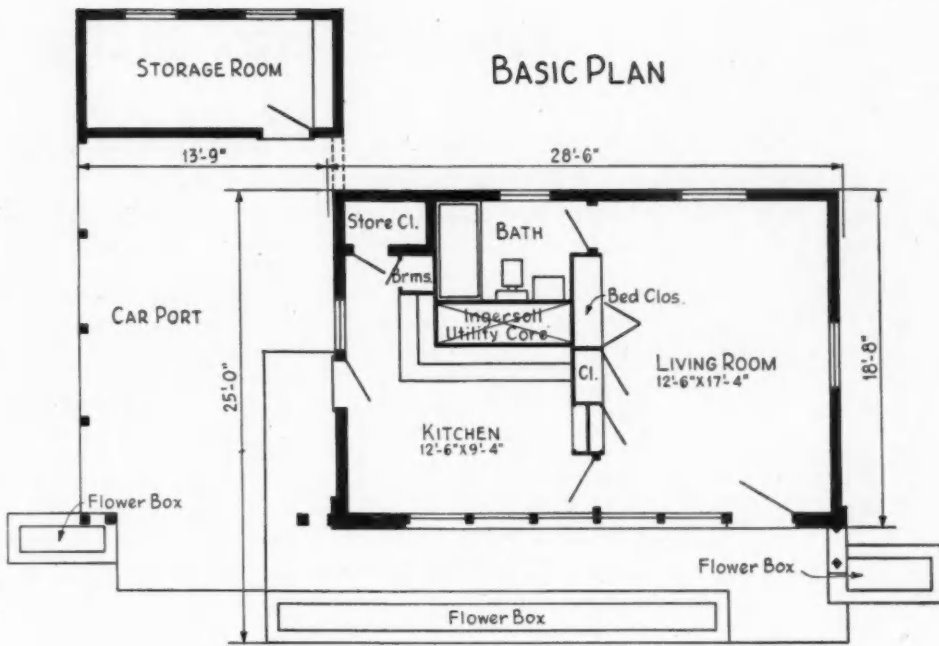 BASIC PLAN
STORAGE ROOM
13'-9"
28'-6"
Store Cl.
BATH
Brms.
Bed Clos.
CAR PORT
Ingersoll
Utility Core
LIVING ROOM
12'-6"X17'-4"
18'-8"
25'-0"
Cl.
KITCHEN
12'-6"X9'-4"
Flower Box
Flower Box
Flower Box